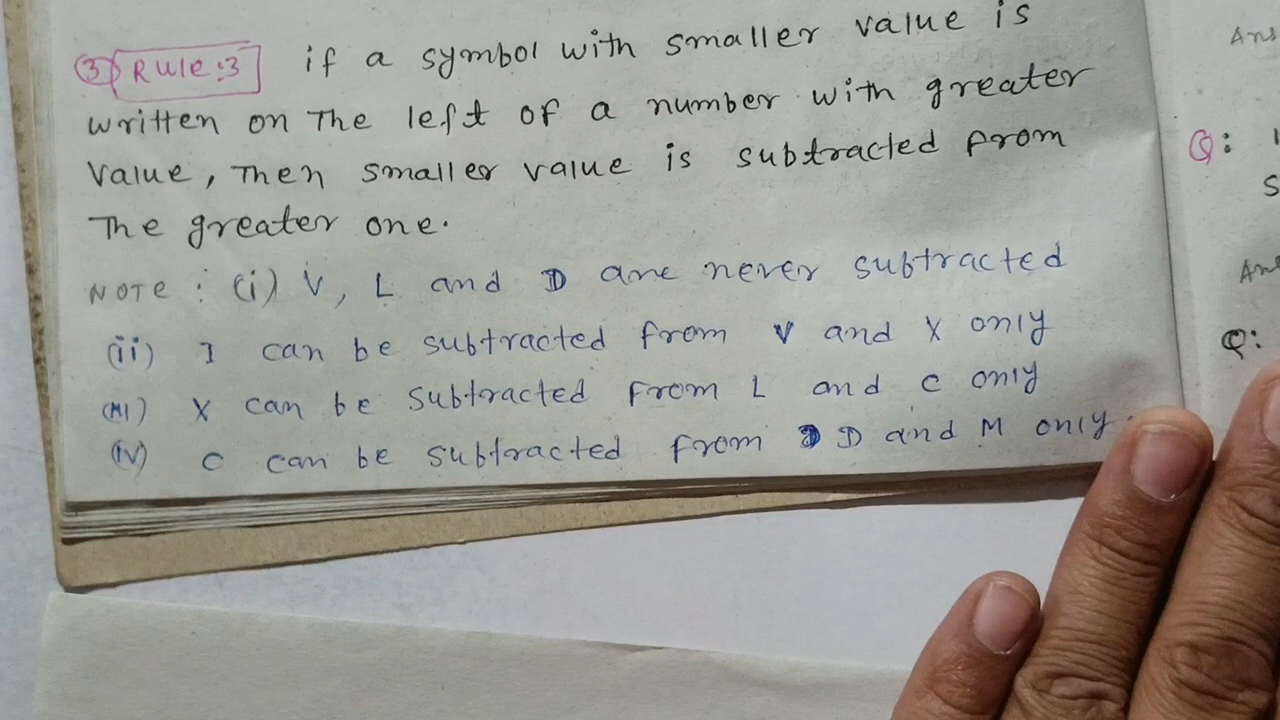 ③ Rule:3 if a symbol with smaller value is
written on The left of a number with greater
value, Then smaller value is subtracted from
The greater one.
NOTE : (i) V, L and D are never subtracted
(ii) I can be subtracted from V and X only
(iii) X can be subtracted from L and C only
(iv) C can be subtracted from D and M only.
Ans
Q:
S
Ans
Q: